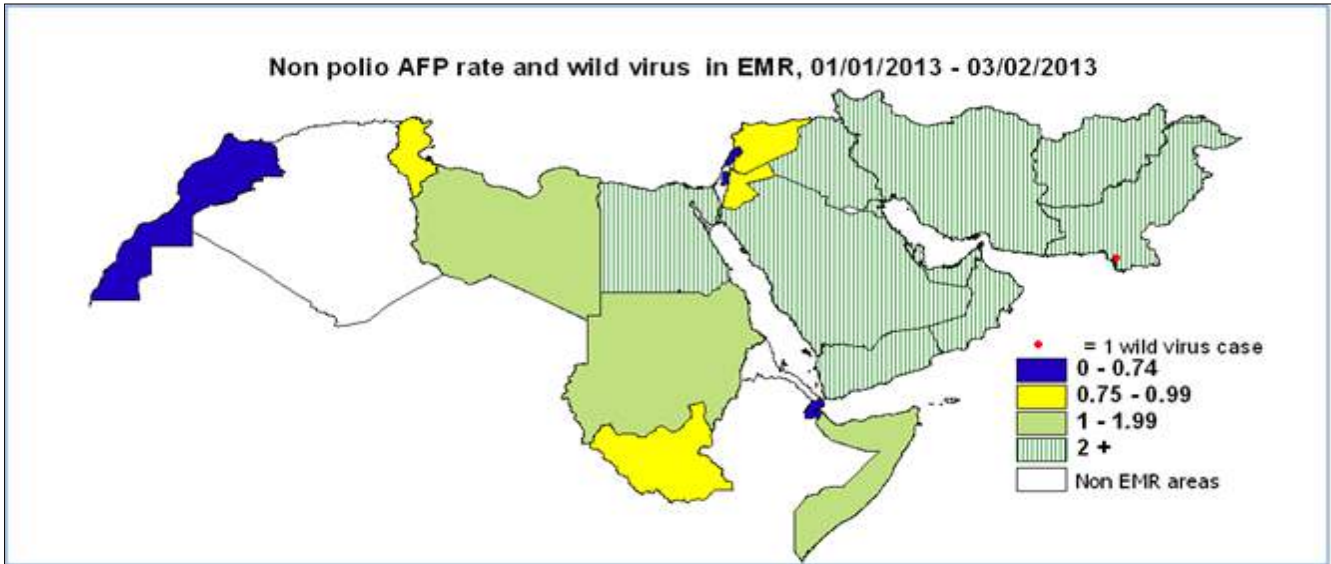 Non polio AFP rate and wild virus in EMR, 01/01/2013 - 03/02/2013
= 1 wild virus case
0 - 0.74
0.75 - 0.99
1 - 1.99
2 +
Non EMR areas